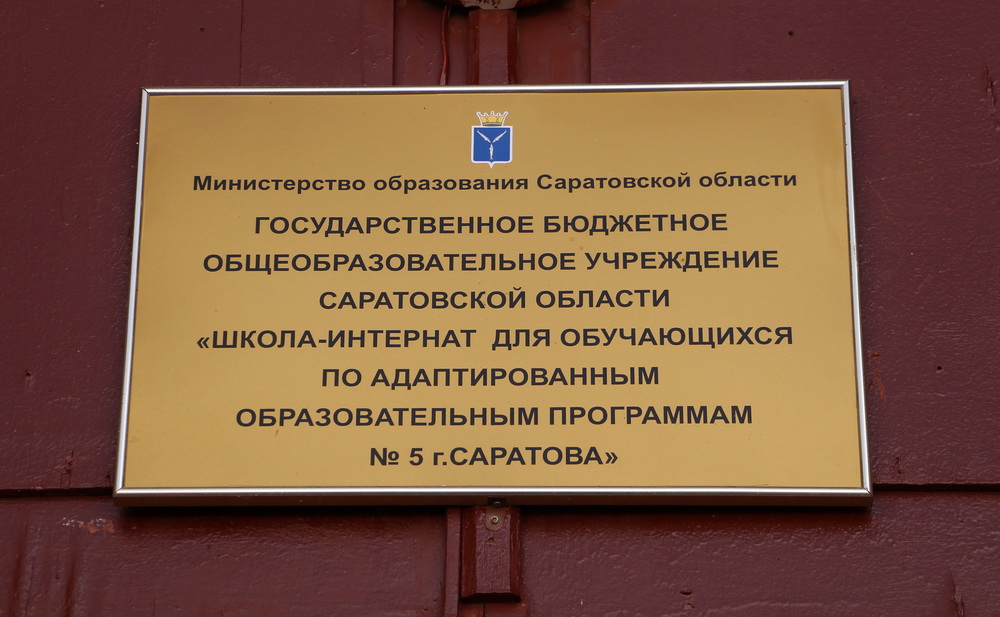 Министерство образования Саратовской области
ГОСУДАРСТВЕННОЕ БЮДЖЕТНОЕ
ОБЩЕОБРАЗОВАТЕЛЬНОЕ УЧРЕЖДЕНИЕ
САРАТОВСКОЙ ОБЛАСТИ
«ШКОЛА-ИНТЕРНАТ ДЛЯ ОБУЧАЮЩИХСЯ
ПО АДАПТИРОВАННЫМ
ОБРАЗОВАТЕЛЬНЫМ ПРОГРАММАМ
№ 5 г.САРАТОВА»